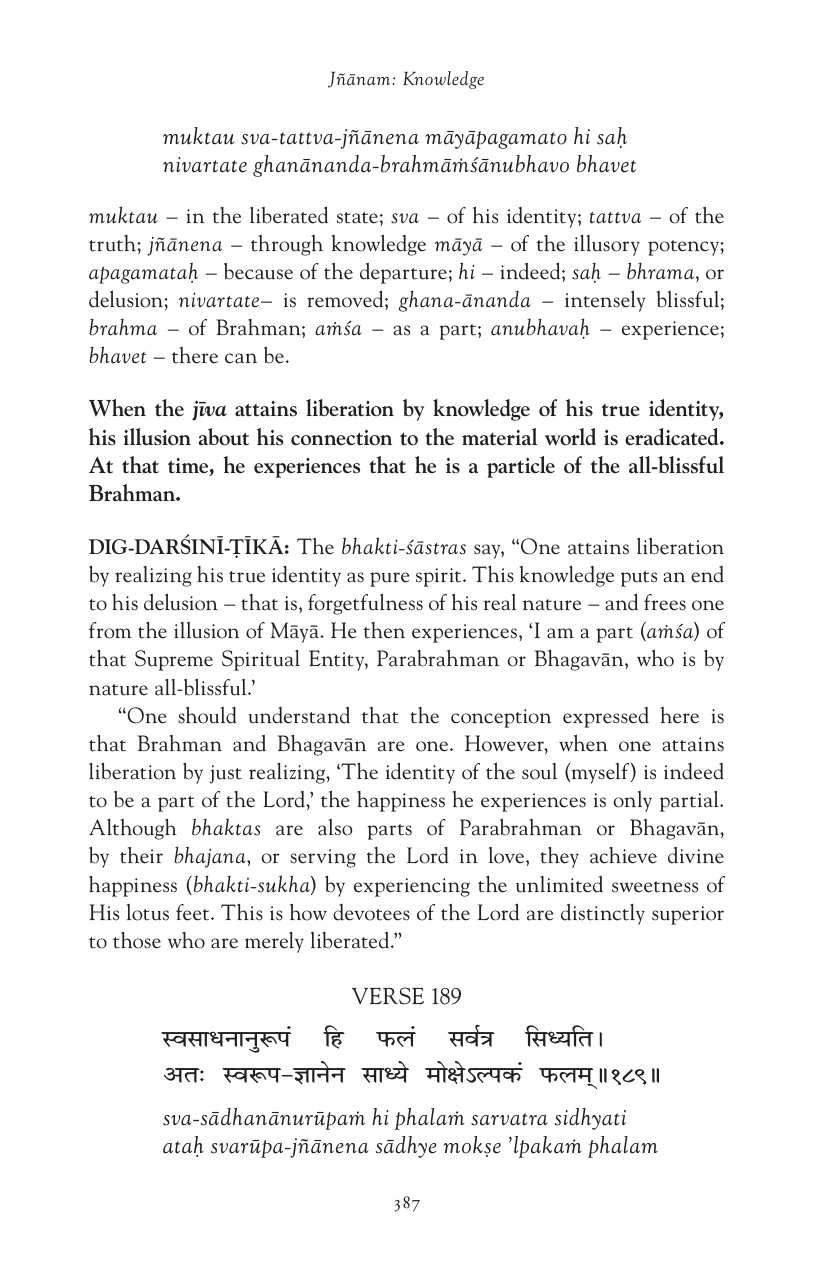 Jñānam: Knowledge
muktau sva-tattva-jñānena māyāpagamato hi saḥ
nivartate ghanānanda-brahmāṁśānubhavo bhavet
muktau – in the liberated state; sva – of his identity; tattva – of the
truth; jñānena – through knowledge māyā – of the illusory potency;
apagamataḥ – because of the departure; hi – indeed; saḥ – bhrama, or
delusion; nivartate– is removed; ghana-ānanda – intensely blissful;
brahma – of Brahman; aṁśa – as a part; anubhavaḥ – experience;
bhavet – there can be.
When the jīva attains liberation by knowledge of his true identity,
his illusion about his connection to the material world is eradicated.
At that time, he experiences that he is a particle of the all-blissful
Brahman.
DIG-DARŚINĪ-ṬĪKĀ: The bhakti-śāstras say, “One attains liberation
by realizing his true identity as pure spirit. This knowledge puts an end
to his delusion – that is, forgetfulness of his real nature – and frees one
from the illusion of Māyā. He then experiences, ‘I am a part (aṁśa) of
that Supreme Spiritual Entity, Parabrahman or Bhagavān, who is by
nature all-blissful.’
“One should understand that the conception expressed here is
that Brahman and Bhagavān are one. However, when one attains
liberation by just realizing, ‘The identity of the soul (myself) is indeed
to be a part of the Lord,’ the happiness he experiences is only partial.
Although bhaktas are also parts of Parabrahman or Bhagavān,
by their bhajana, or serving the Lord in love, they achieve divine
happiness (bhakti-sukha) by experiencing the unlimited sweetness of
His lotus feet. This is how devotees of the Lord are distinctly superior
to those who are merely liberated.”
VERSE 189
स्वसाधनानुरूपं हि फलं सर्वत्र सिध्यति।
अतः स्वरूप-ज्ञानेन साध्ये मोक्षेऽल्पकं फलम्॥१८९॥
sva-sādhanānurūpaṁ hi phalaṁ sarvatra sidhyati
ataḥ svarūpa-jñānena sādhye mokṣe ’lpakaṁ phalam
387